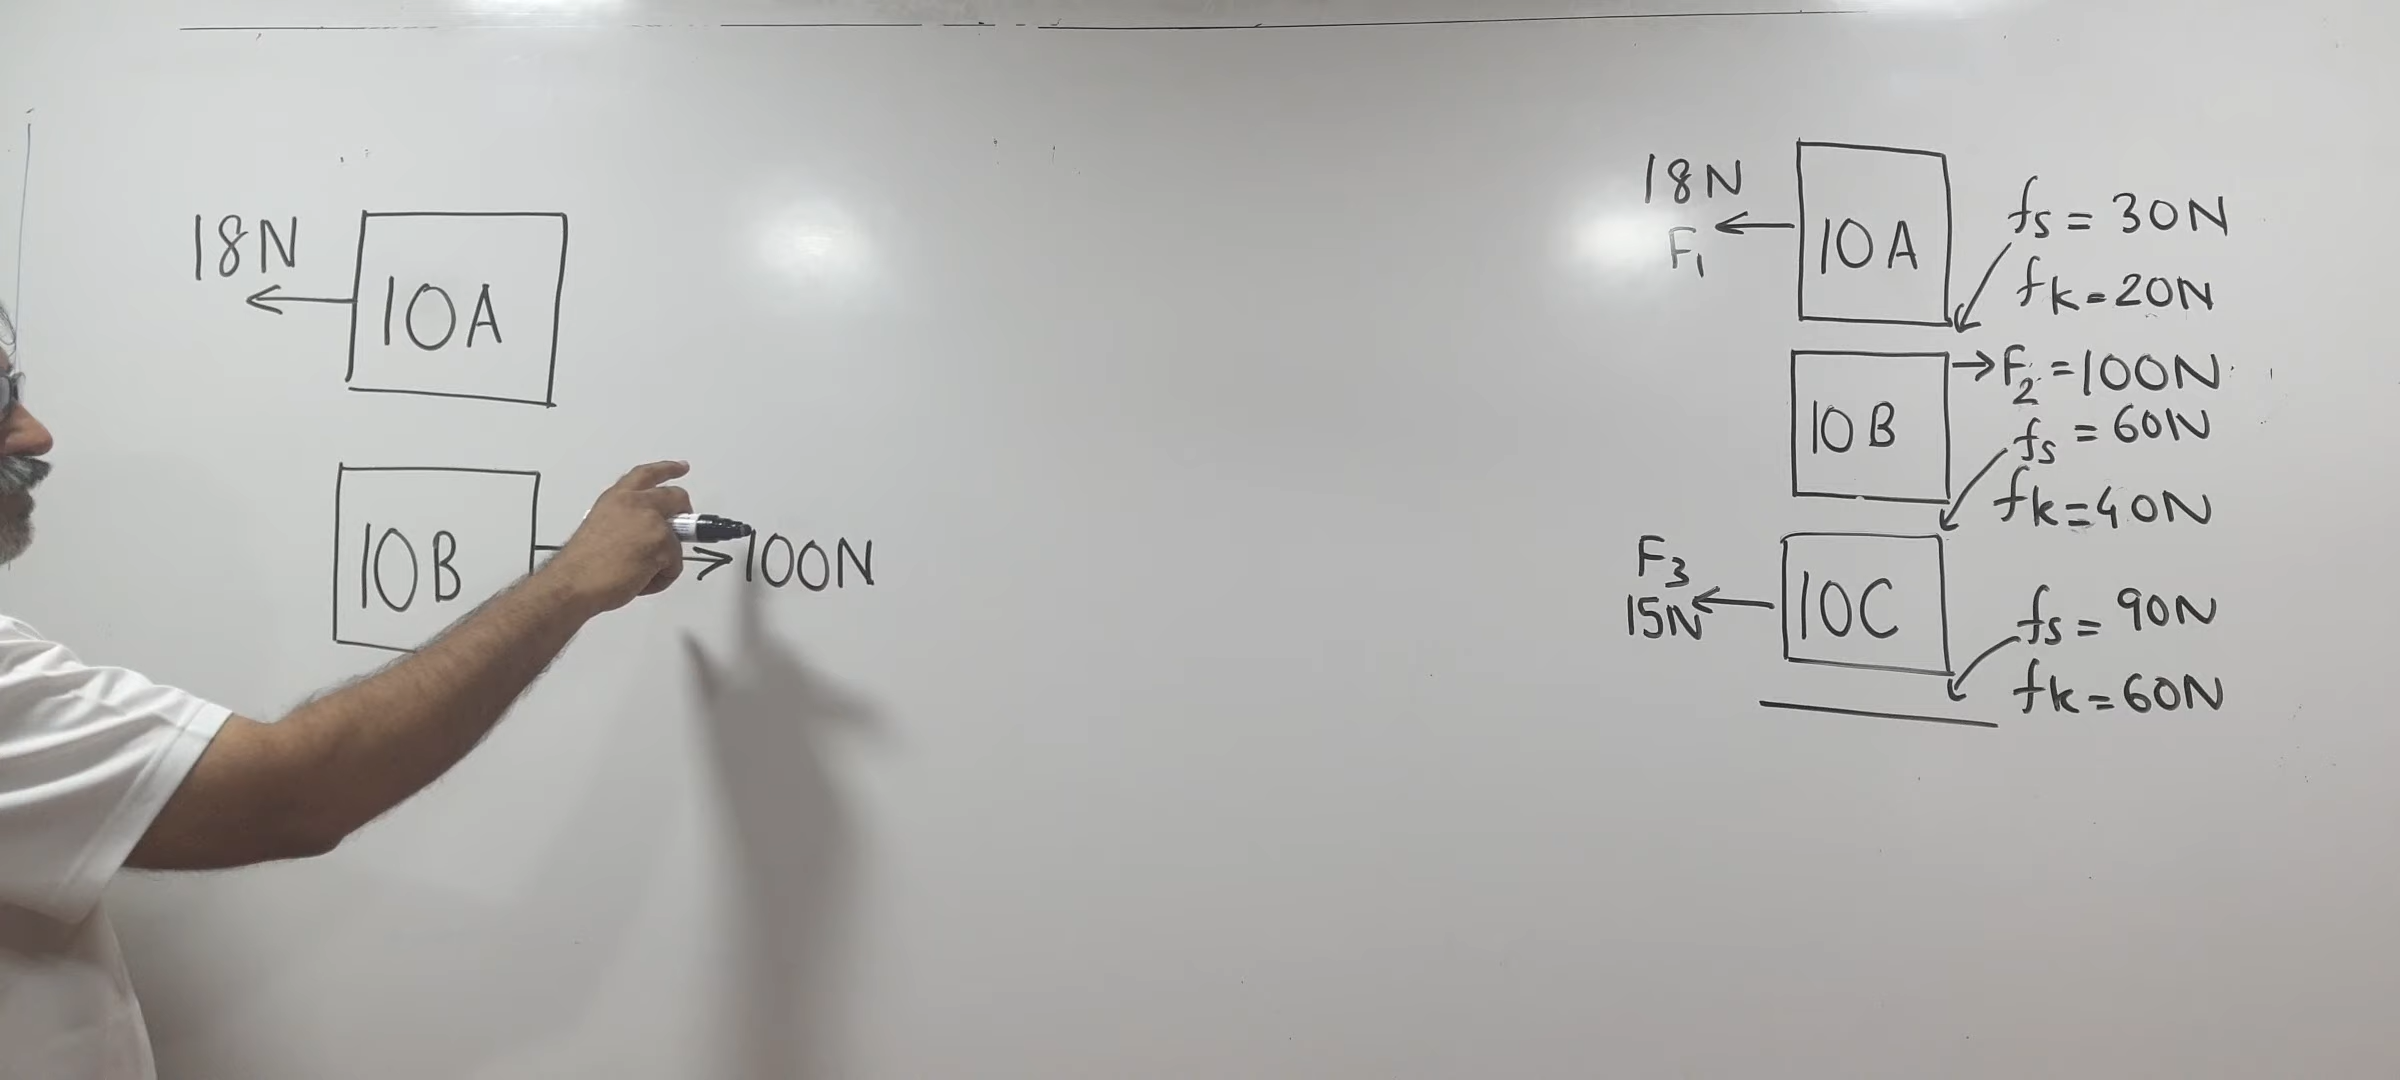 18N
10A
10B
100N
18N
F1
10A
fs = 30N
fk = 20N
10B
F2 = 100N
fs = 60N
fk = 40N
F3
15N
10C
fs = 90N
fk = 60N